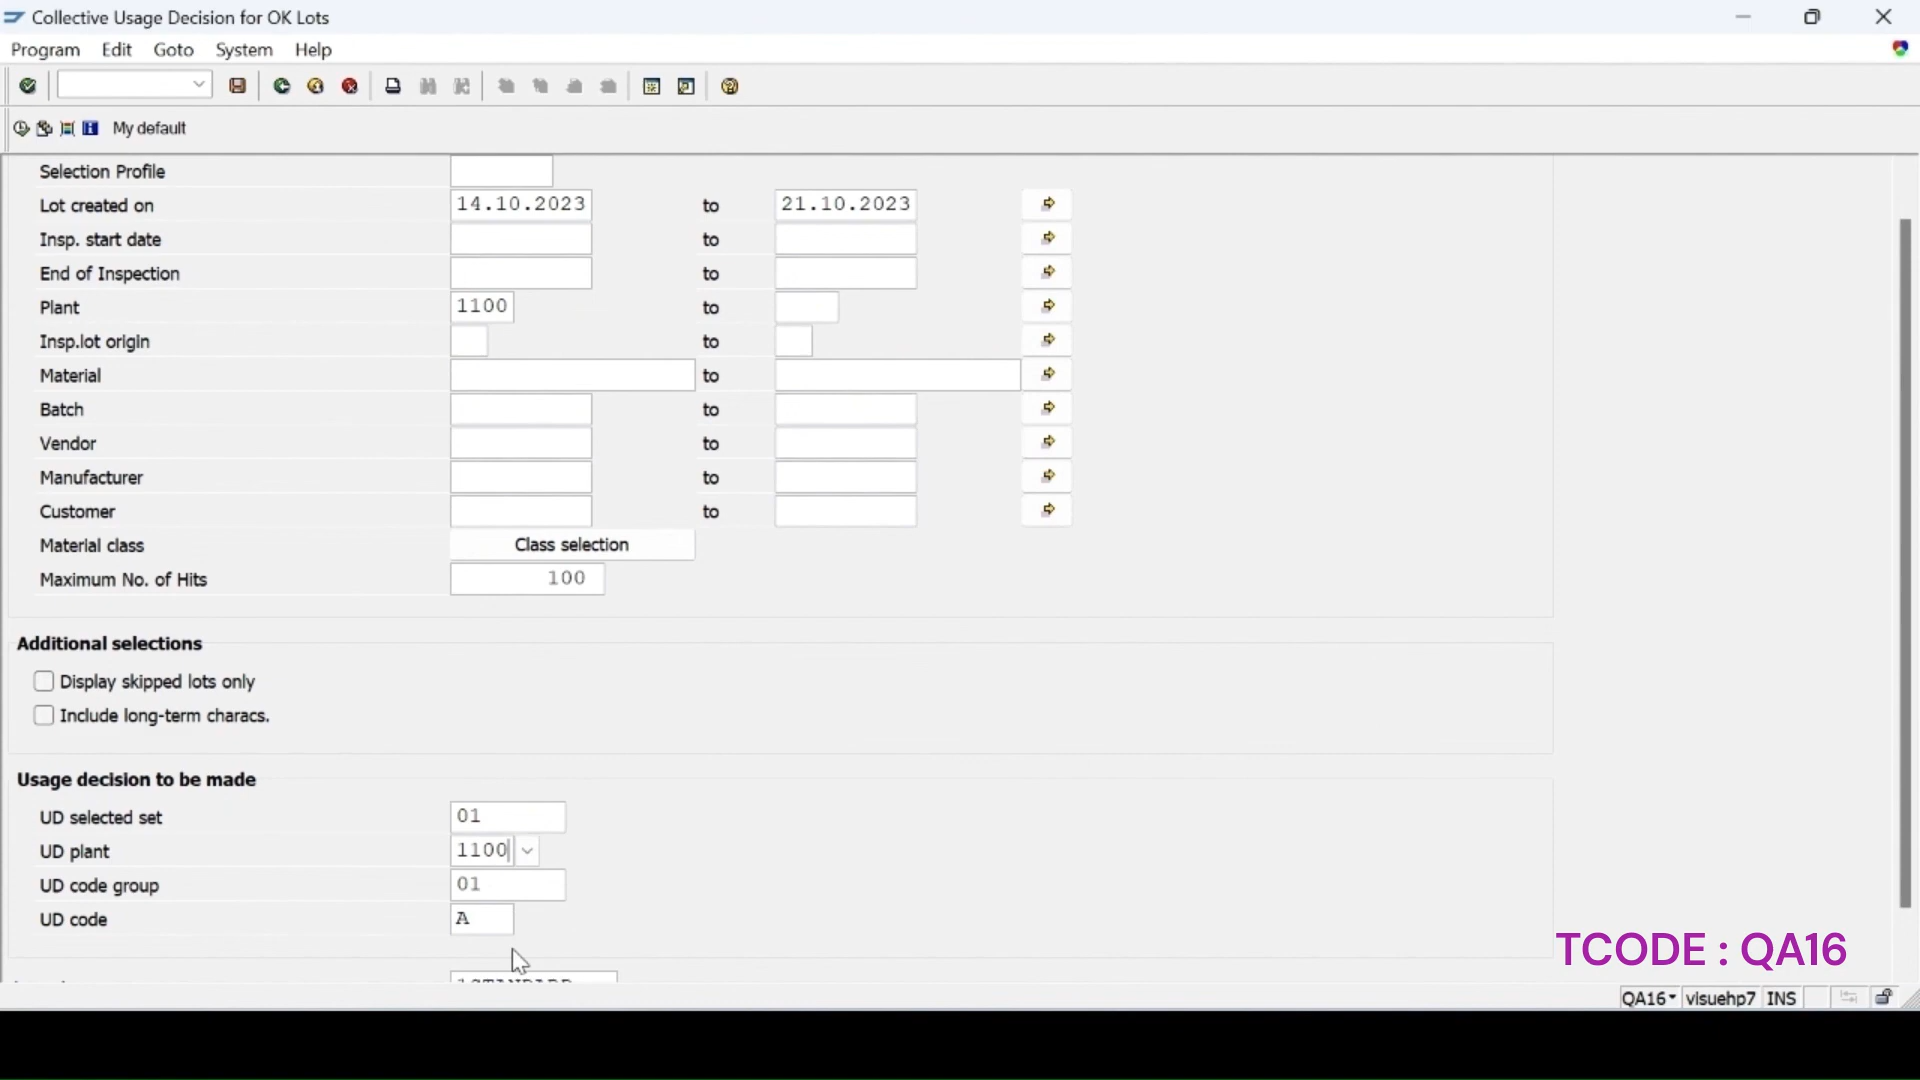 Collective Usage Decision for OK Lots
Program Edit Goto System Help
My default
Selection Profile
Lot created on 14.10.2023 to 21.10.2023
Insp. start date to
End of Inspection to
Plant 1100 to
Insp.lot origin to
Material to
Batch to
Vendor to
Manufacturer to
Customer to
Material class Class selection
Maximum No. of Hits 100
Additional selections
Display skipped lots only
Include long-term characs.
Usage decision to be made
UD selected set 01
UD plant 1100
UD code group 01
UD code A
TCODE : QA16
QA16 visuehp7 INS